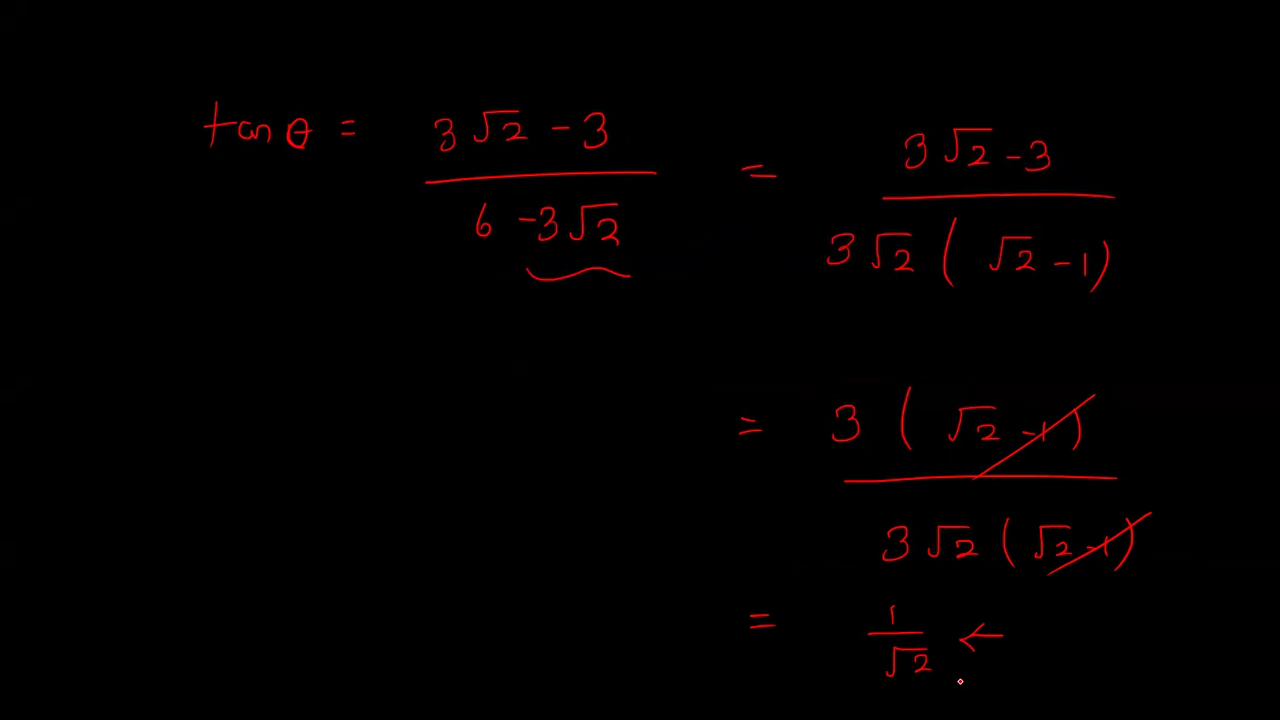 tan θ = (3√2 - 3) / (6 - 3√2) = (3√2 - 3) / (3√2 (√2 - 1))
= 3 (√2 - 1) / (3√2 (√2 - 1))
= 1/√2 ←